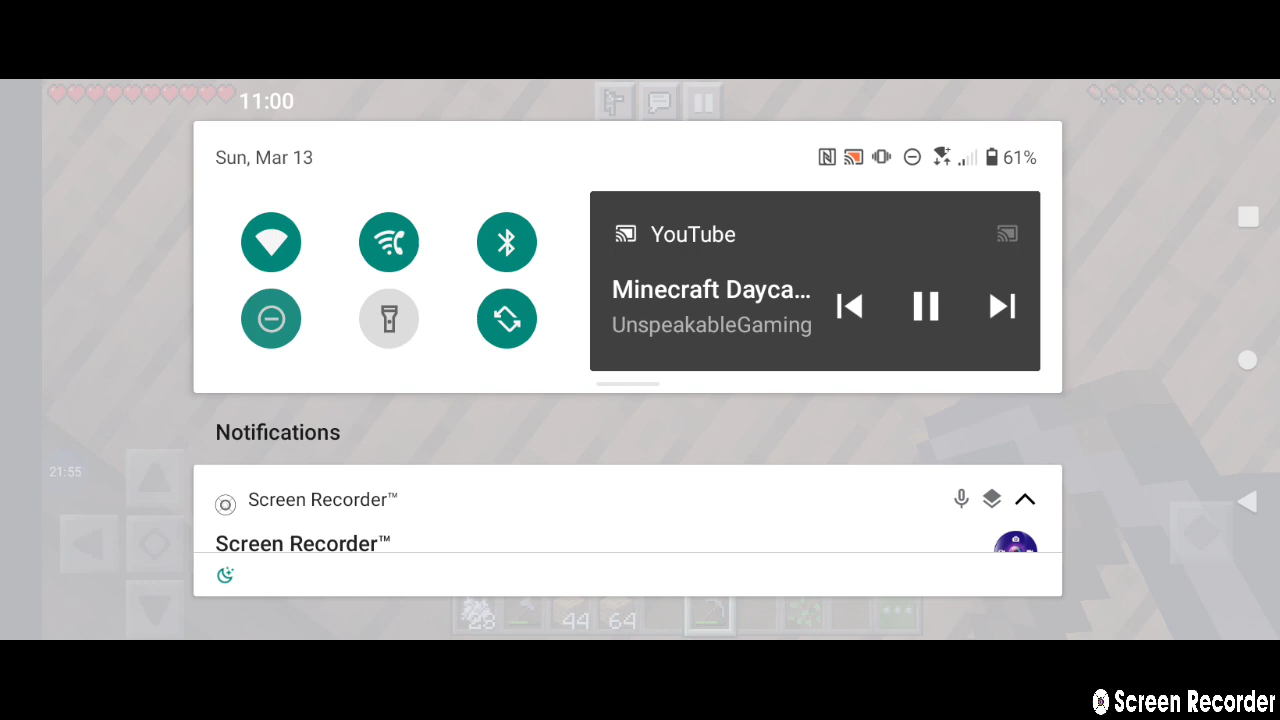 11:00
Sun, Mar 13
61%
YouTube
Minecraft Dayca...
UnspeakableGaming
Notifications
21:55
Screen Recorder™
Screen Recorder™
28
44
64
Screen Recorder